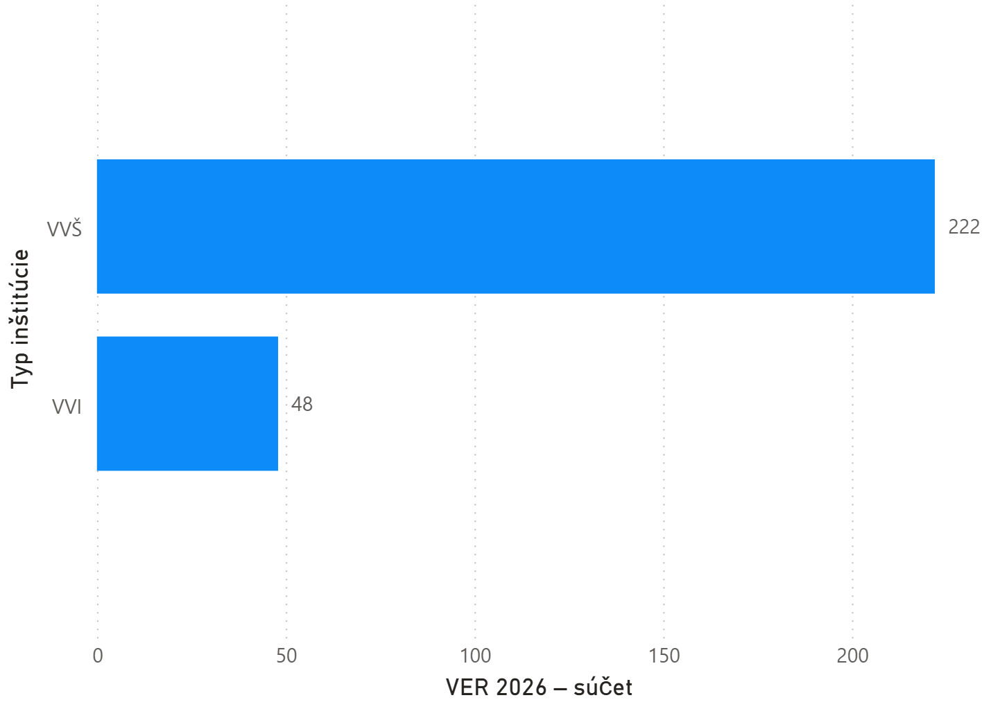 Typ inštitúcie
VVŠ
222
VVI
48
0 50 100 150 200
VER 2026 – súčet